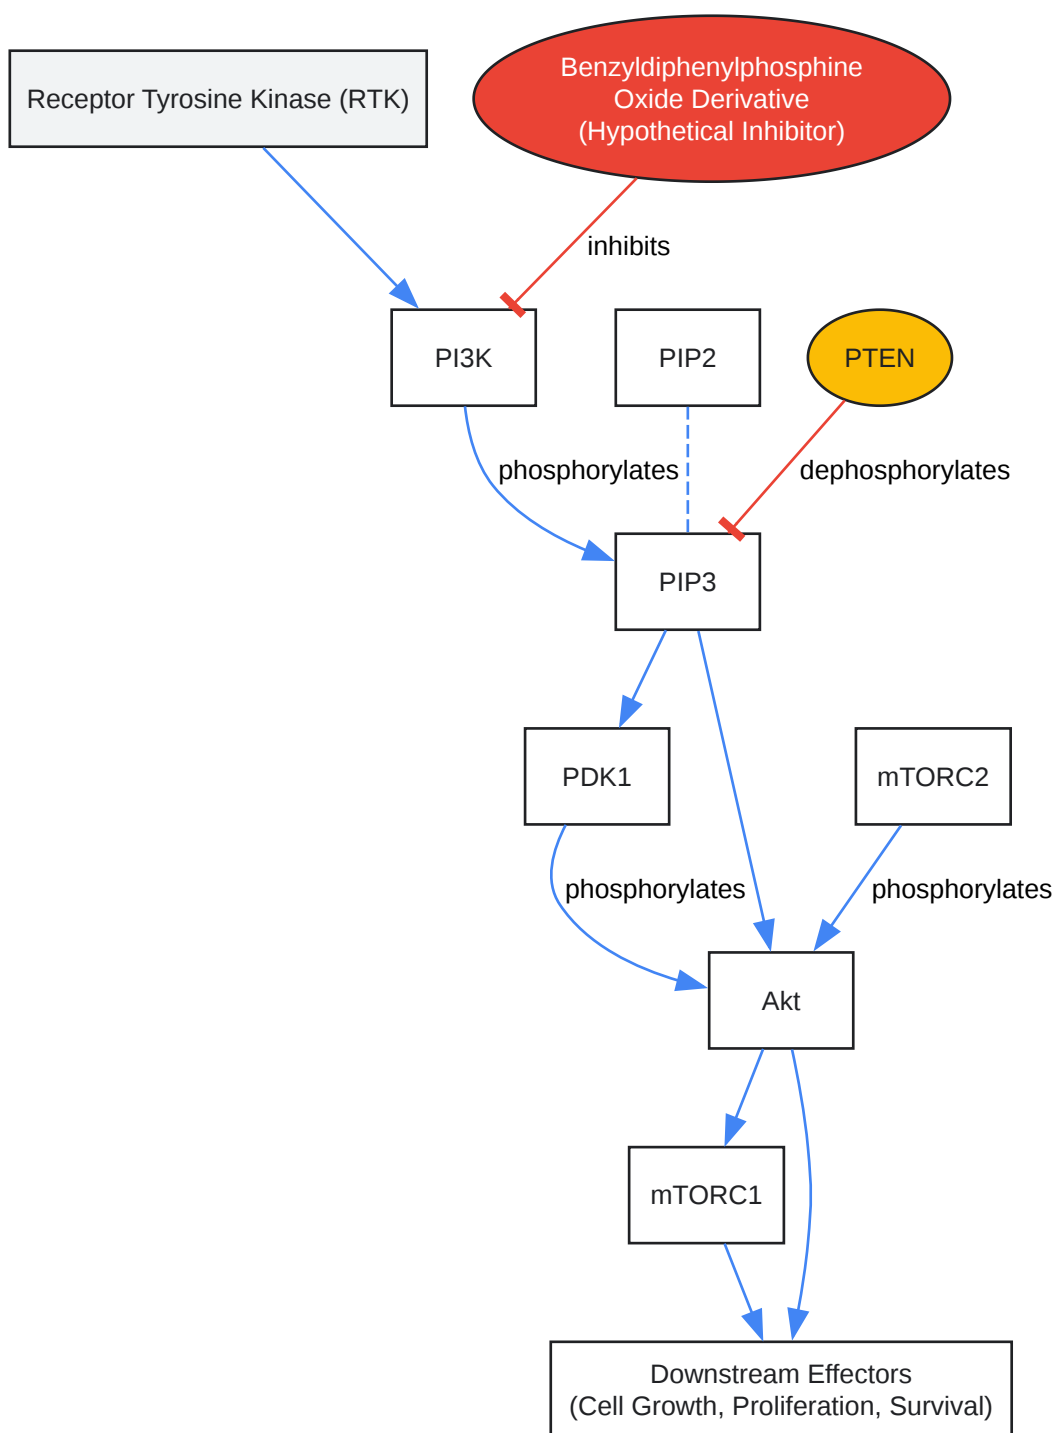 Receptor Tyrosine Kinase (RTK)
Benzyldiphenylphosphine
Oxide Derivative
(Hypothetical Inhibitor)
inhibits
PI3K
PIP2
PTEN
phosphorylates
dephosphorylates
PIP3
PDK1
mTORC2
phosphorylates
phosphorylates
Akt
mTORC1
Downstream Effectors
(Cell Growth, Proliferation, Survival)